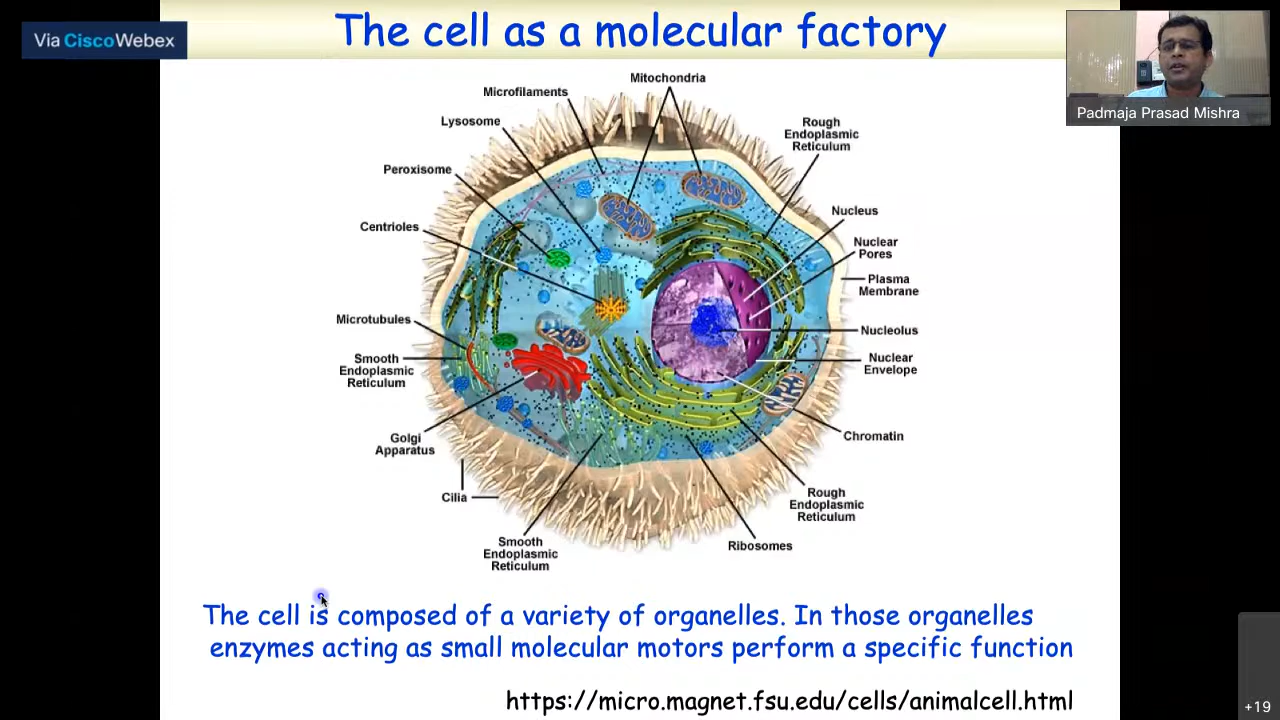 The cell as a molecular factory
Via Cisco Webex
Padmaja Prasad Mishra
Mitochondria
Microfilaments
Lysosome
Peroxisome
Centrioles
Microtubules
Smooth
Endoplasmic
Reticulum
Golgi
Apparatus
Cilia
Smooth
Endoplasmic
Reticulum
Rough
Endoplasmic
Reticulum
Nucleus
Nuclear
Pores
Plasma
Membrane
Nucleolus
Nuclear
Envelope
Chromatin
Rough
Endoplasmic
Reticulum
Ribosomes
The cell is composed of a variety of organelles. In those organelles
enzymes acting as small molecular motors perform a specific function
https://micro.magnet.fsu.edu/cells/animalcell.html
+19